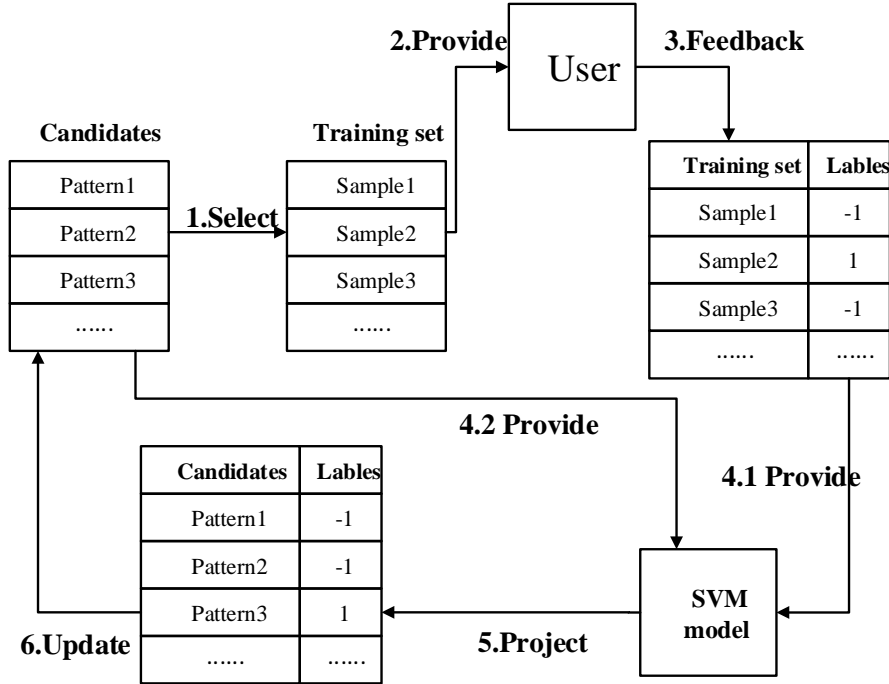 2.Provide
User
3.Feedback
Candidates
Pattern1
Pattern2
Pattern3
......
1.Select
Training set
Sample1
Sample2
Sample3
......
Training set Lables
Sample1 -1
Sample2 1
Sample3 -1
...... ......
4.2 Provide
4.1 Provide
Candidates Lables
Pattern1 -1
Pattern2 -1
Pattern3 1
...... ......
SVM
model
5.Project
6.Update